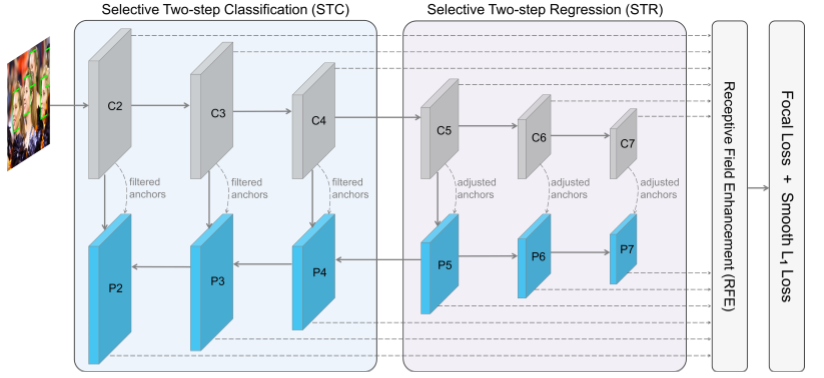 Selective Two-step Classification (STC)
Selective Two-step Regression (STR)
C2
C3
C4
C5
C6
C7
filtered
anchors
filtered
anchors
filtered
anchors
adjusted
anchors
adjusted
anchors
adjusted
anchors
P2
P3
P4
P5
P6
P7
Receptive Field Enhancement (RFE)
Focal Loss + Smooth L₁ Loss